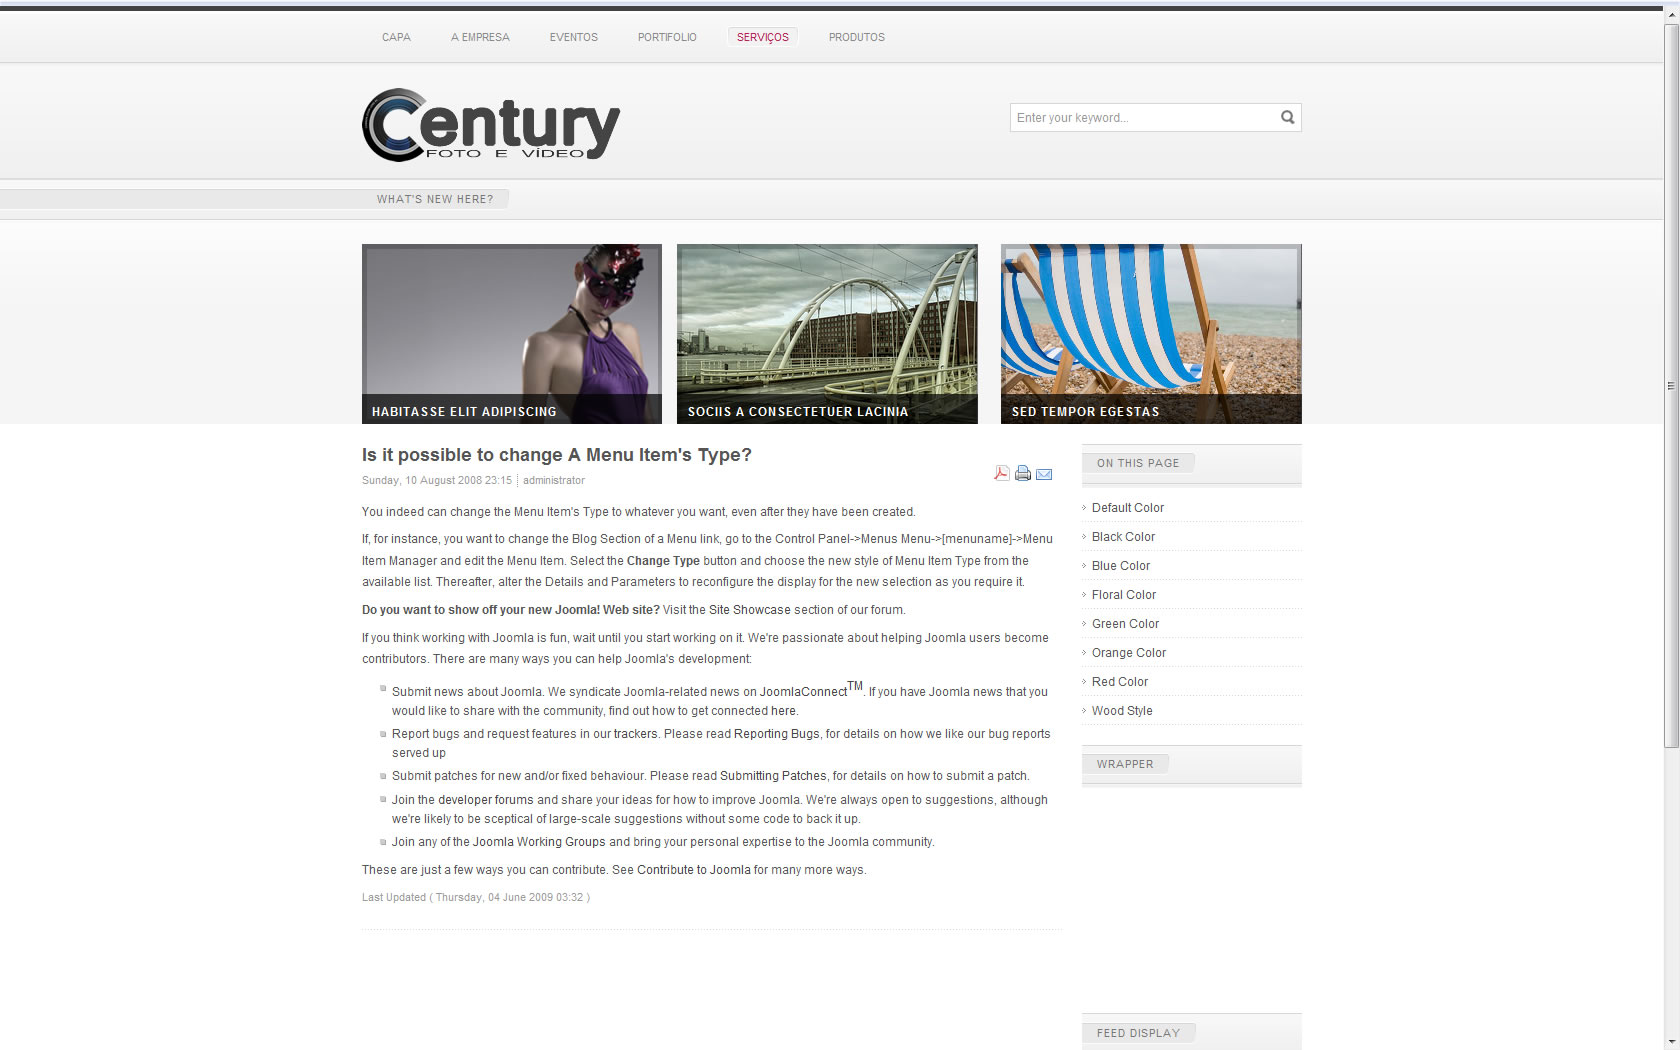 CAPA A EMPRESA EVENTOS PORTIFOLIO SERVIÇOS PRODUTOS
Century
FOTO E VÍDEO
Enter your keyword...
WHAT'S NEW HERE?
HABITASSE ELIT ADIPISCING
SOCIIS A CONSECTETUER LACINIA
SED TEMPOR EGESTAS
Is it possible to change A Menu Item's Type?
Sunday, 10 August 2008 23:15 administrator
You indeed can change the Menu Item's Type to whatever you want, even after they have been created.
If, for instance, you want to change the Blog Section of a Menu link, go to the Control Panel->Menus Menu->[menuname]->Menu
Item Manager and edit the Menu Item. Select the Change Type button and choose the new style of Menu Item Type from the
available list. Thereafter, alter the Details and Parameters to reconfigure the display for the new selection as you require it.
Do you want to show off your new Joomla! Web site? Visit the Site Showcase section of our forum.
If you think working with Joomla is fun, wait until you start working on it. We're passionate about helping Joomla users become
contributors. There are many ways you can help Joomla's development:
Submit news about Joomla. We syndicate Joomla-related news on JoomlaConnectTM. If you have Joomla news that you
would like to share with the community, find out how to get connected here.
Report bugs and request features in our trackers. Please read Reporting Bugs, for details on how we like our bug reports
served up
Submit patches for new and/or fixed behaviour. Please read Submitting Patches, for details on how to submit a patch.
Join the developer forums and share your ideas for how to improve Joomla. We're always open to suggestions, although
we're likely to be sceptical of large-scale suggestions without some code to back it up.
Join any of the Joomla Working Groups and bring your personal expertise to the Joomla community.
These are just a few ways you can contribute. See Contribute to Joomla for many more ways.
Last Updated ( Thursday, 04 June 2009 03:32 )
ON THIS PAGE
Default Color
Black Color
Blue Color
Floral Color
Green Color
Orange Color
Red Color
Wood Style
WRAPPER
FEED DISPLAY